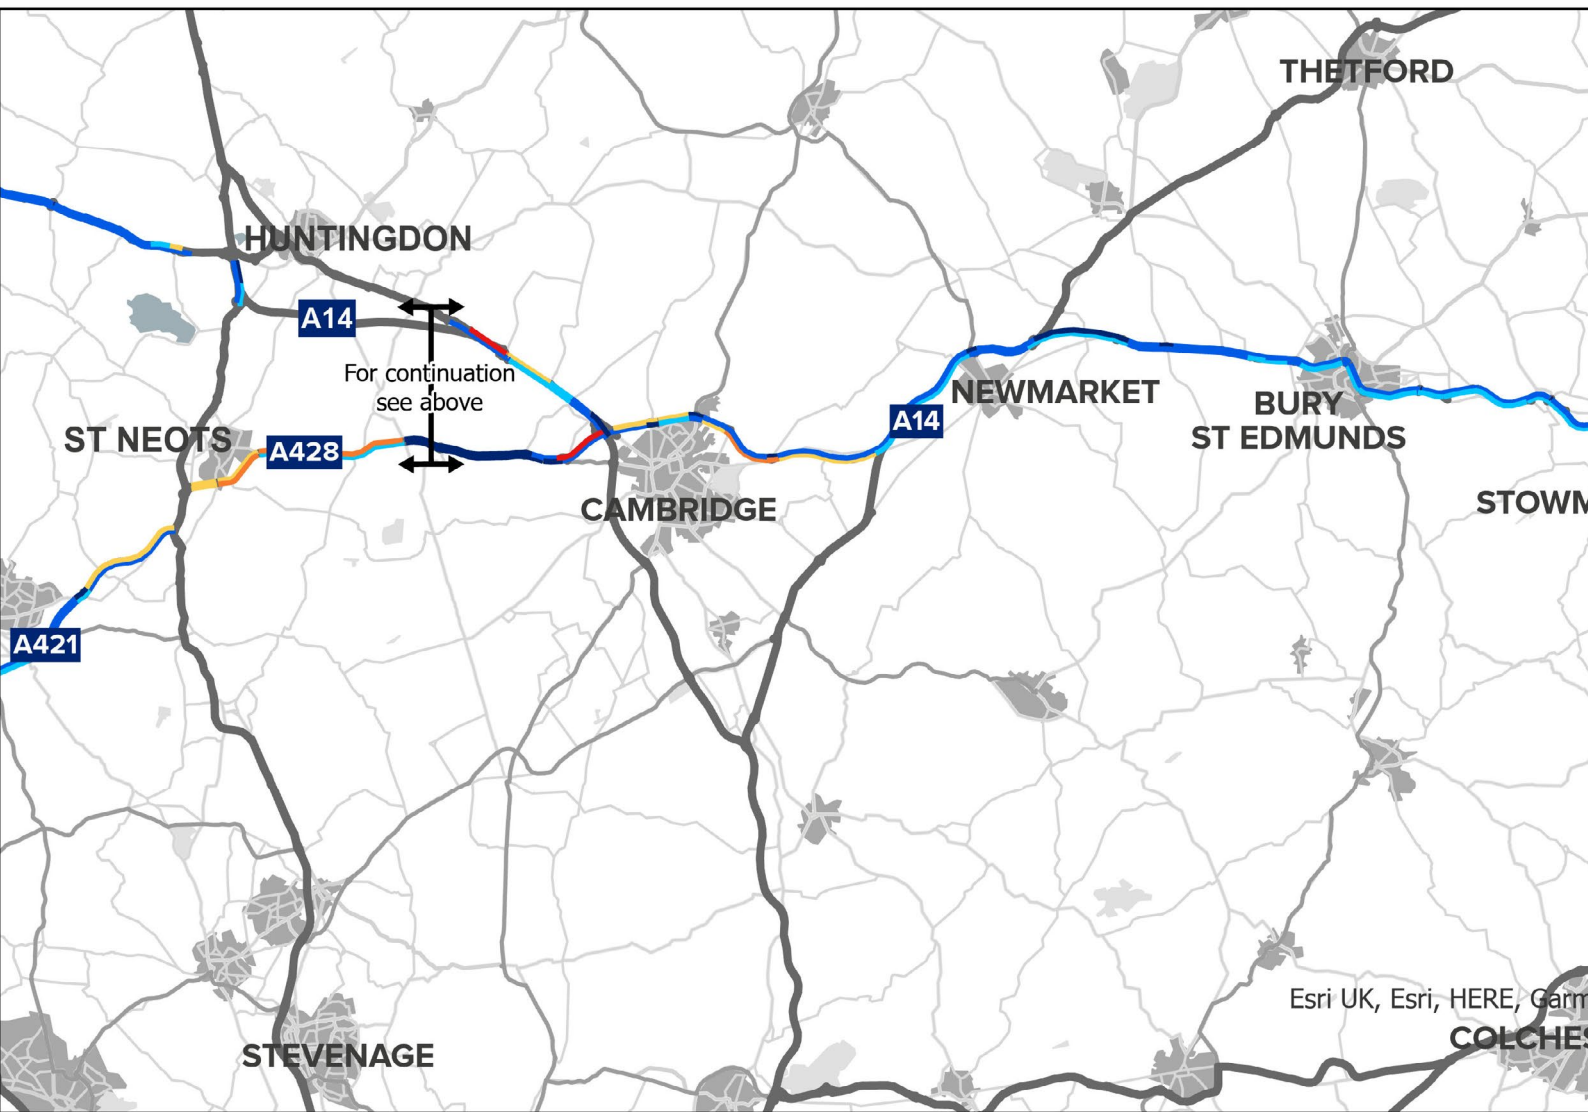 THETFORD
HUNTINGDON
A14
For continuation
see above
NEWMARKET
A14
BURY
ST EDMUNDS
ST NEOTS
A428
CAMBRIDGE
STOWM
A421
Esri UK, Esri, HERE, Garm
COLCHES
STEVENAGE